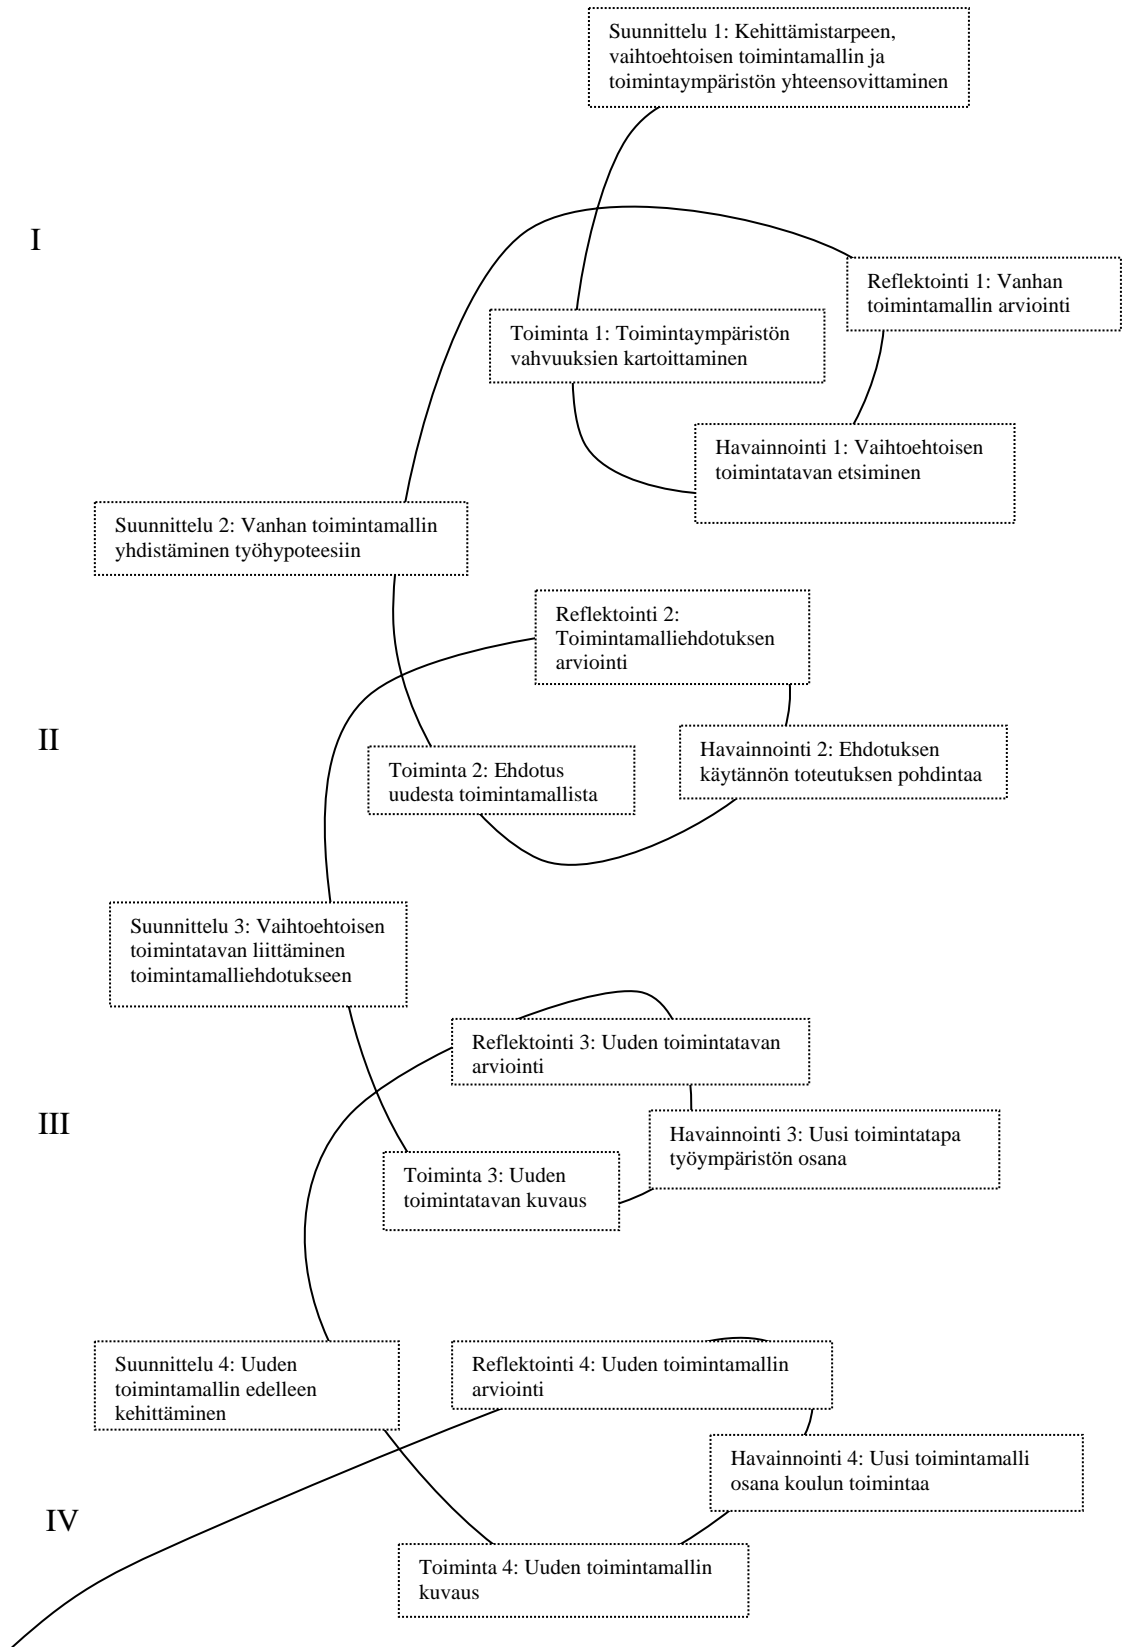 Suunnittelu 1: Kehittämistarpeen,
vaihtoehtoisen toimintamallin ja
toimintaympäristön yhteensovittaminen
I
Reflektointi 1: Vanhan
toimintamallin arviointi
Toiminta 1: Toimintaympäristön
vahvuuksien kartoittaminen
Havainnointi 1: Vaihtoehtoisen
toimintatavan etsiminen
Suunnittelu 2: Vanhan toimintamallin
yhdistäminen työhypoteesiin
Reflektointi 2:
Toimintamalliehdotuksen
arviointi
II
Havainnointi 2: Ehdotuksen
käytännön toteutuksen pohdintaa
Toiminta 2: Ehdotus
uudesta toimintamallista
Suunnittelu 3: Vaihtoehtoisen
toimintatavan liittäminen
toimintamalliehdotukseen
Reflektointi 3: Uuden toimintatavan
arviointi
III
Havainnointi 3: Uusi toimintatapa
työympäristön osana
Toiminta 3: Uuden
toimintatavan kuvaus
Suunnittelu 4: Uuden
toimintamallin edelleen
kehittäminen
Reflektointi 4: Uuden toimintamallin
arviointi
Havainnointi 4: Uusi toimintamalli
osana koulun toimintaa
IV
Toiminta 4: Uuden toimintamallin
kuvaus